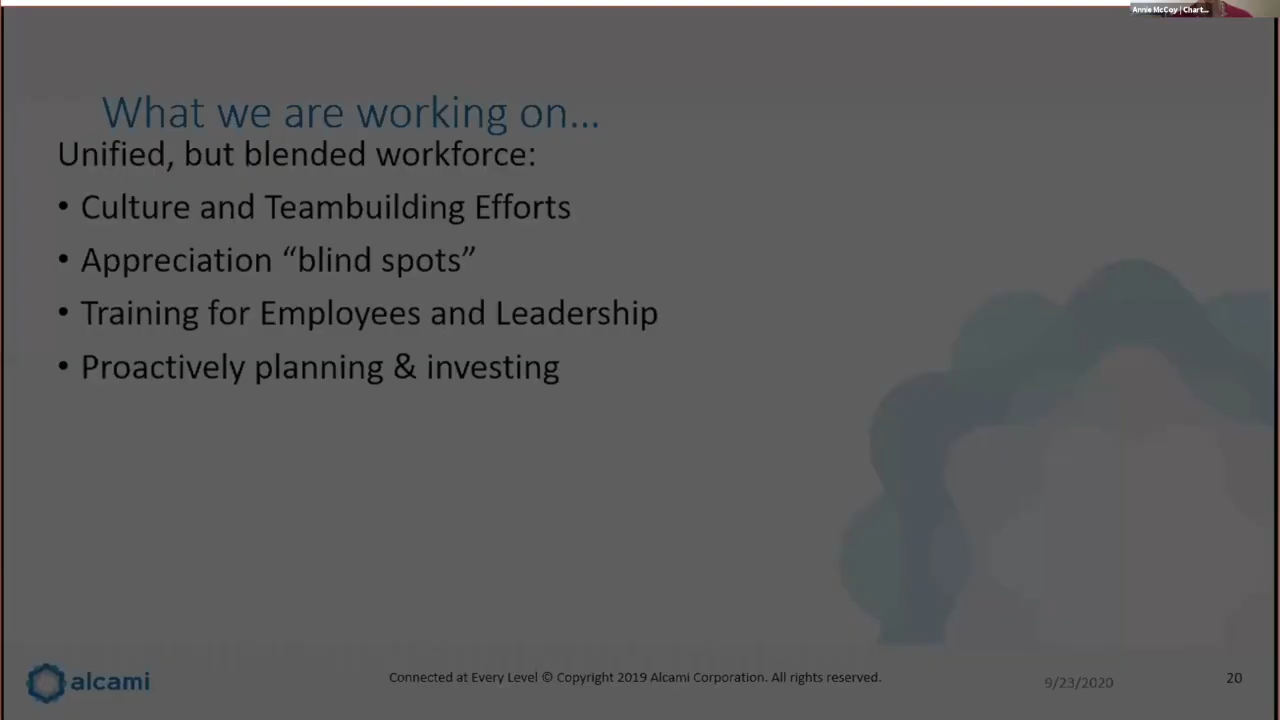 Annie McCoy | Chart...
What we are working on...
Unified, but blended workforce:
• Culture and Teambuilding Efforts
• Appreciation “blind spots”
• Training for Employees and Leadership
• Proactively planning & investing
alcami
Connected at Every Level © Copyright 2019 Alcami Corporation. All rights reserved.
9/23/2020
20